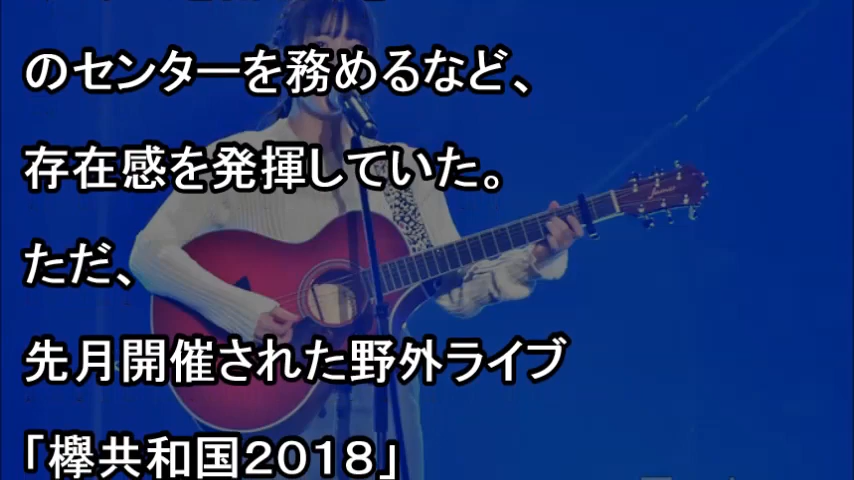 のセンターを務めるなど、
存在感を発揮していた。
ただ、
先月開催された野外ライブ
「欅共和国2018」